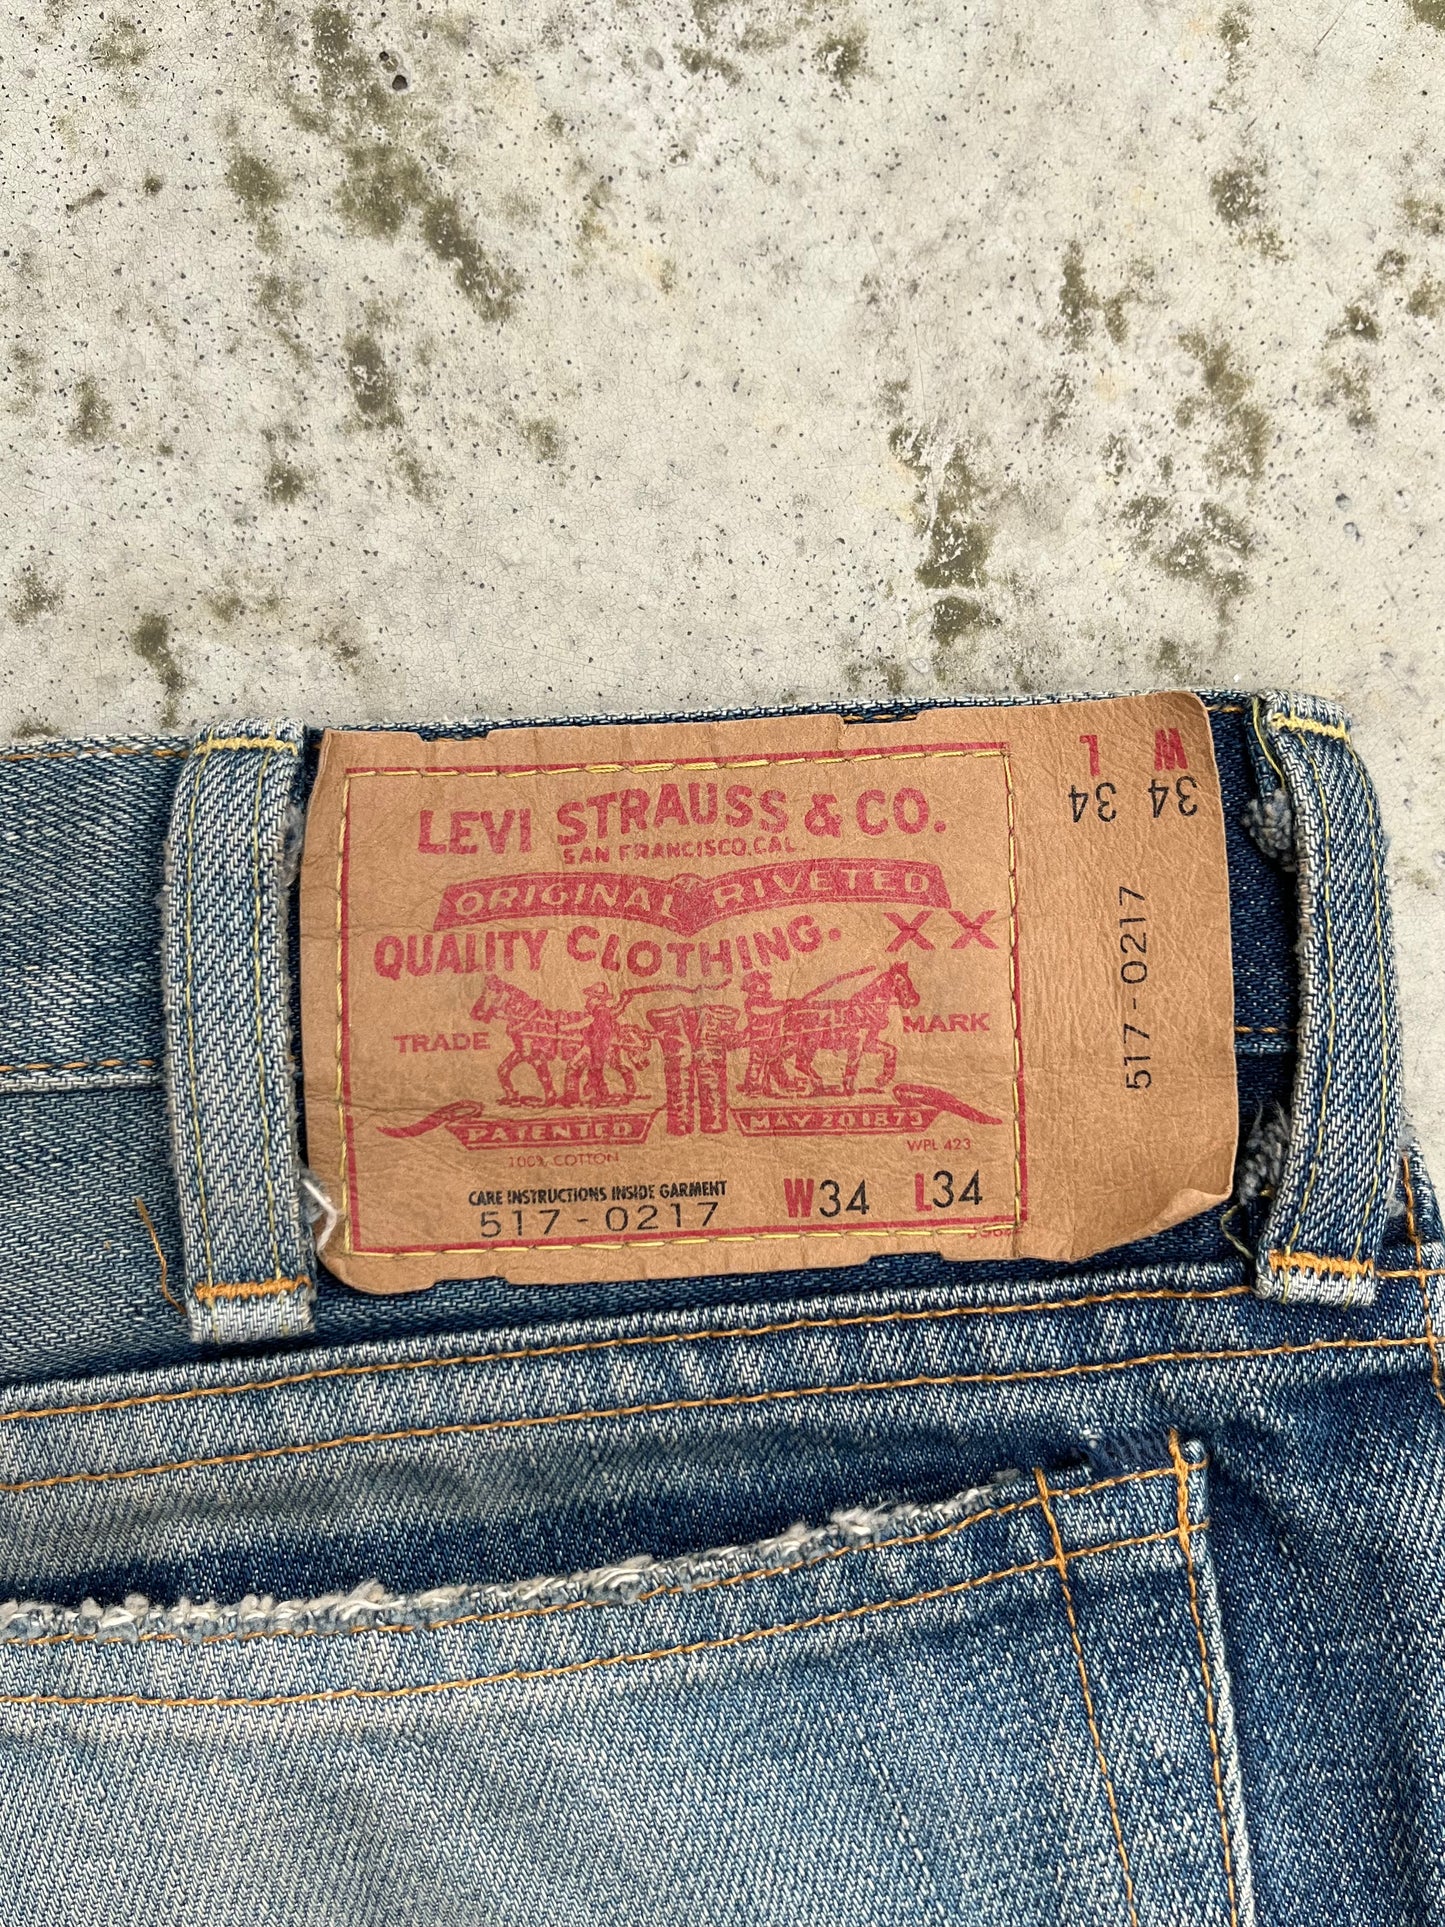 LEVI STRAUSS & CO.
SAN FRANCISCO, CAL.
ORIGINAL RIVETED
QUALITY CLOTHING. XX
TRADE MARK
PATENTED MAY 20 1873
100% COTTON WPL 423
CARE INSTRUCTIONS INSIDE GARMENT
517-0217 W34 L34
W 34
L 34
517-0217